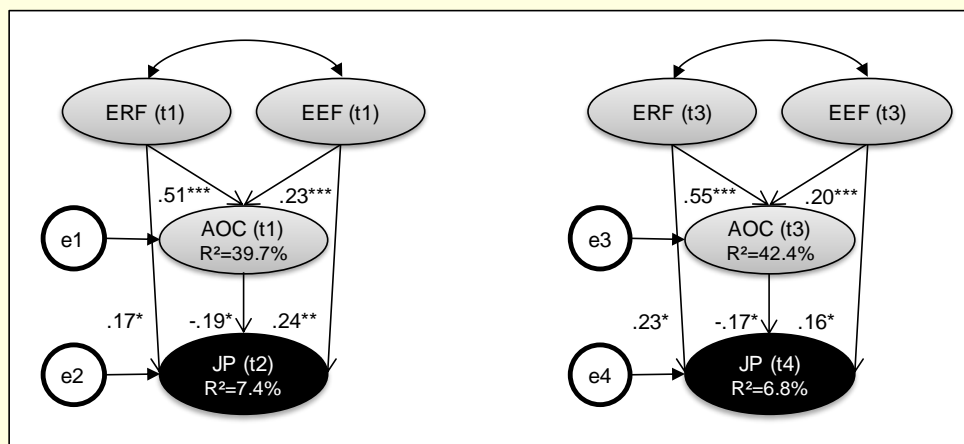 ERF (t1)
EEF (t1)
.51***
.23***
e1
AOC (t1)
R²=39.7%
.17*
-.19*
.24**
e2
JP (t2)
R²=7.4%
ERF (t3)
EEF (t3)
.55***
.20***
e3
AOC (t3)
R²=42.4%
.23*
-.17*
.16*
e4
JP (t4)
R²=6.8%